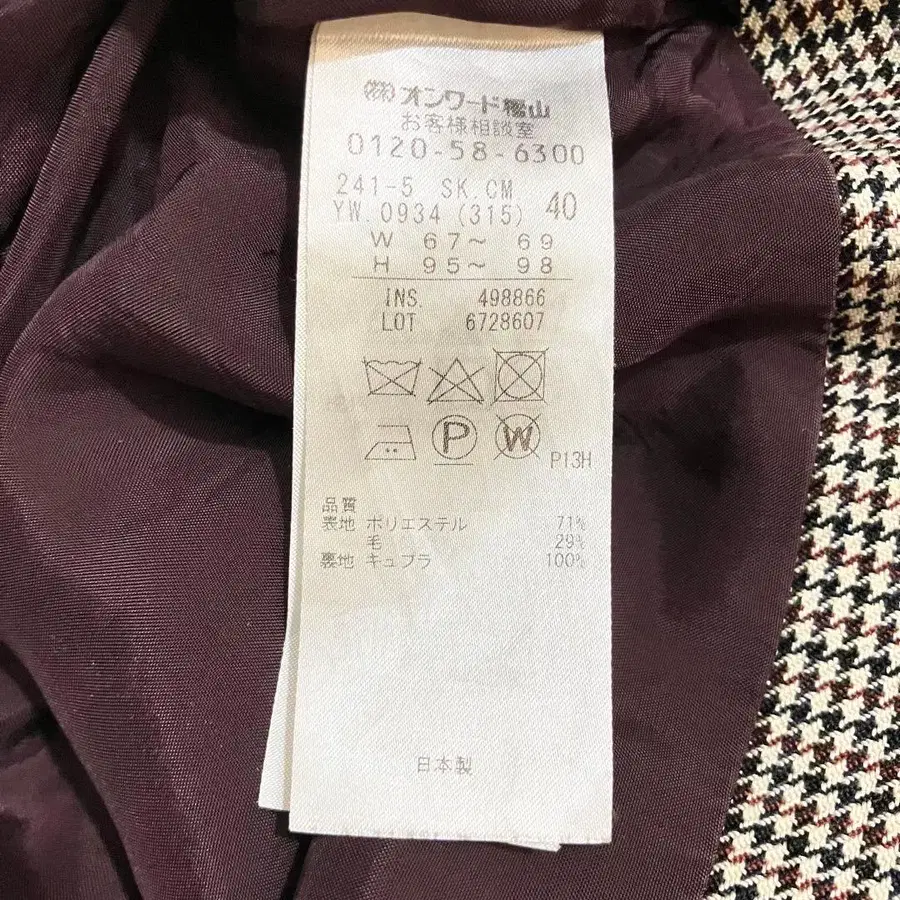 ㈱オンワード樫山
お客様相談室
0120-58-6300
241-5 SK.CM
YW.0934 (315) 40
W 67～ 69
H 95～ 98
INS. 498866
LOT 6728607
P W P13H
品質
表地 ポリエステル 71%
毛 29%
裏地 キュプラ 100%
日本製